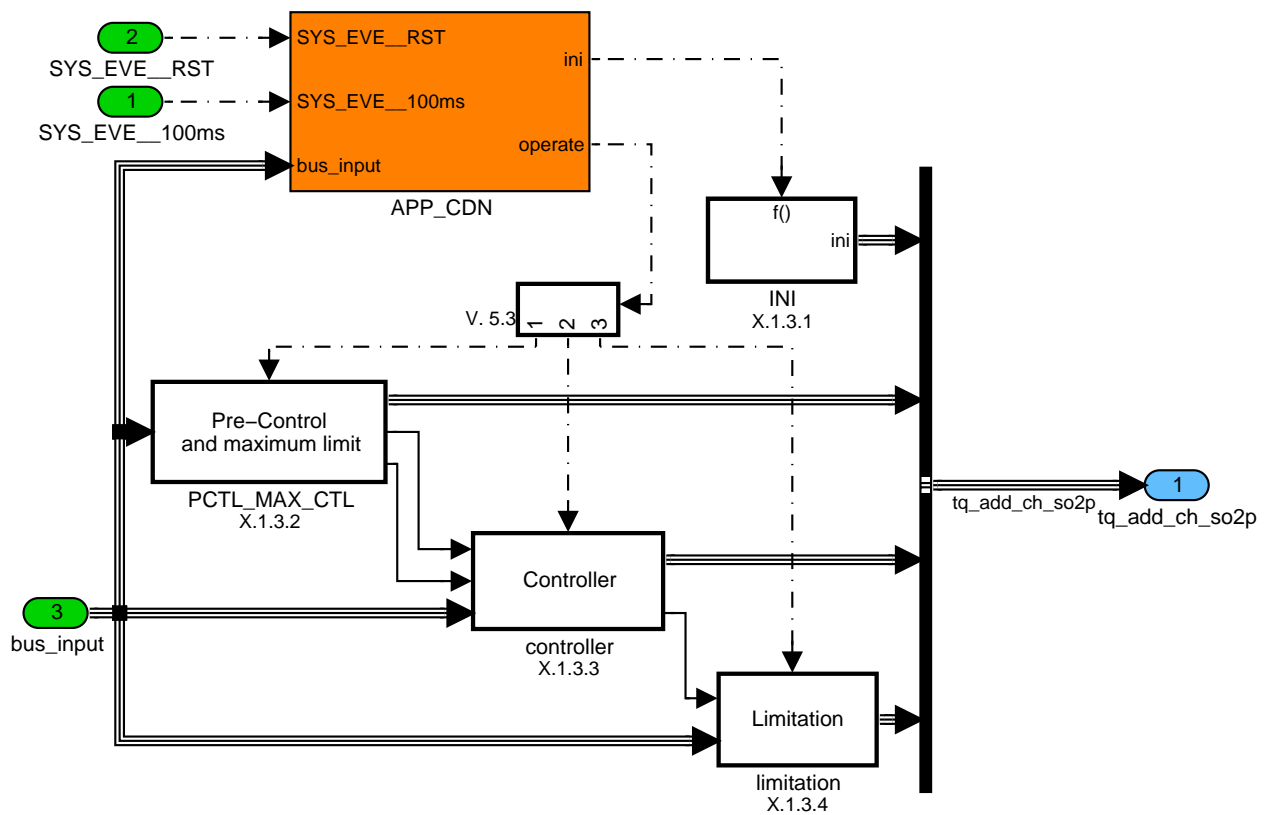 2
SYS_EVE__RST
1
SYS_EVE__100ms
SYS_EVE__RST
SYS_EVE__100ms
bus_input
ini
operate
APP_CDN
f()
ini
INI
X.1.3.1
V. 5.3
1
2
3
Pre−Control
and maximum limit
PCTL_MAX_CTL
X.1.3.2
Controller
controller
X.1.3.3
3
bus_input
Limitation
limitation
X.1.3.4
tq_add_ch_so2p
1
tq_add_ch_so2p